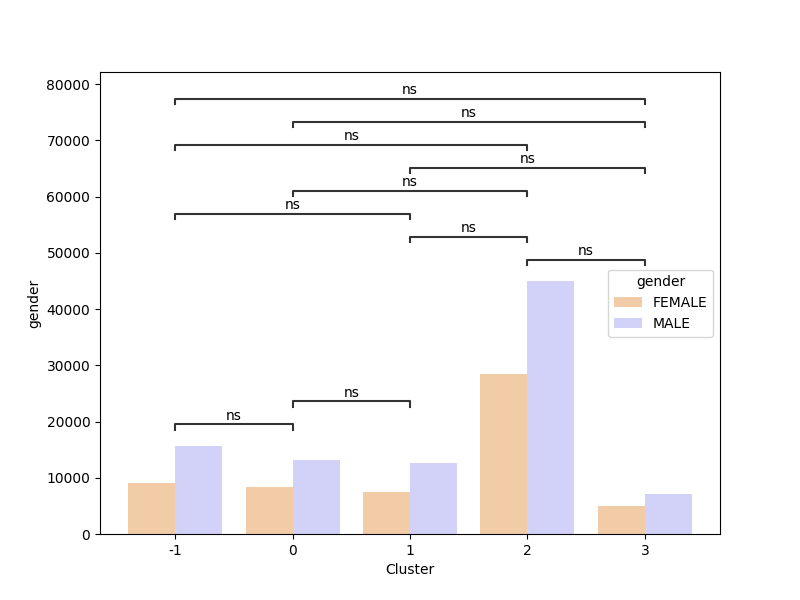 80000
70000
60000
50000
40000
30000
20000
10000
0
gender
ns
ns
ns
ns
ns
ns
ns
ns
ns
ns
gender
FEMALE
MALE
-1 0 1 2 3
Cluster